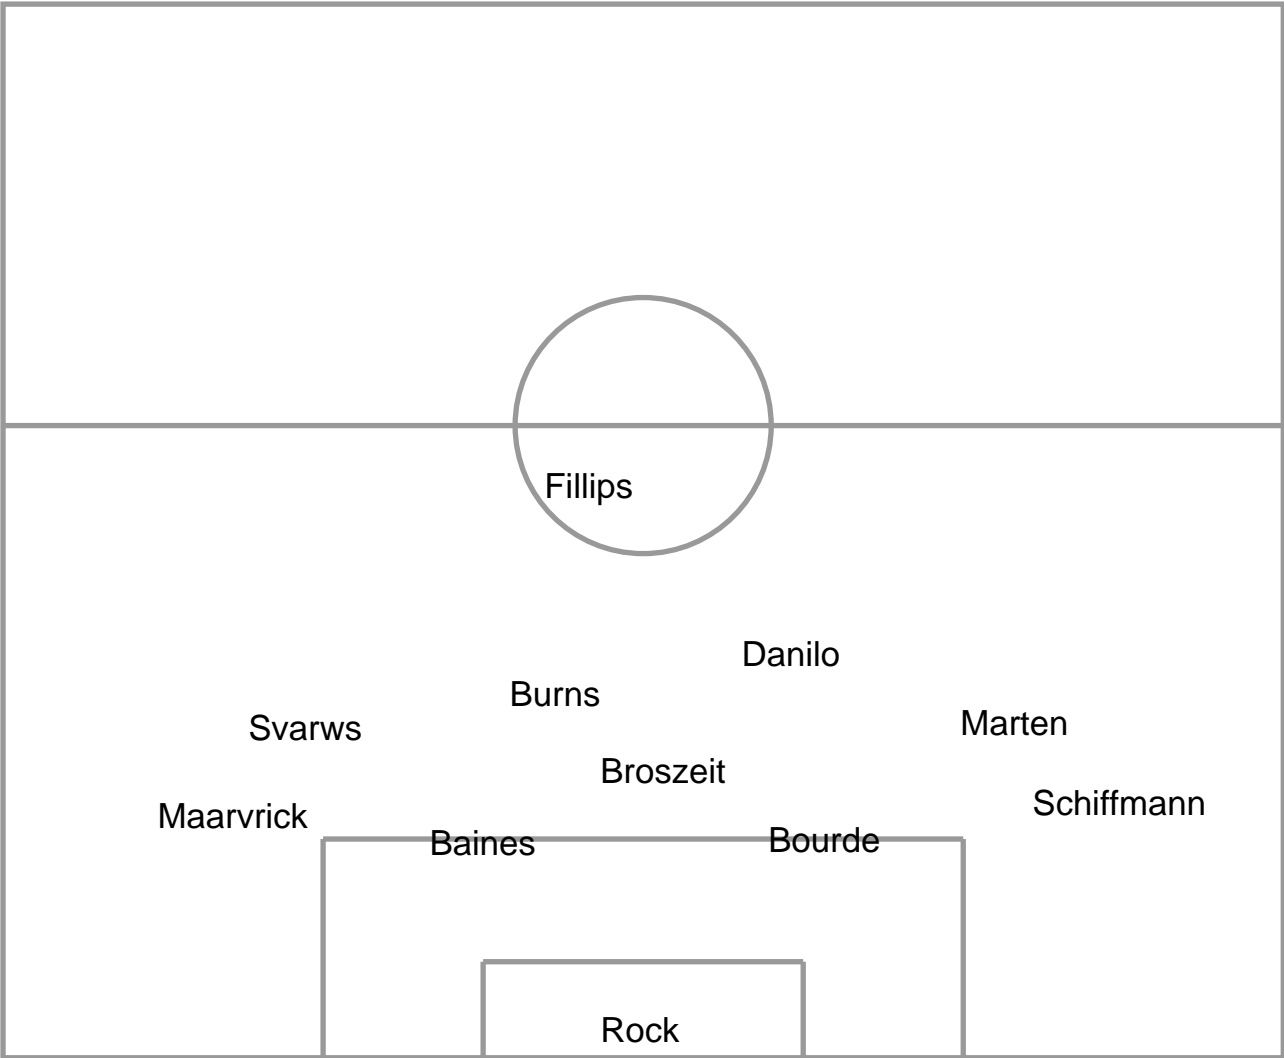 Fillips
Danilo
Burns
Svarws
Marten
Broszeit
Maarvrick
Schiffmann
Baines
Bourde
Rock